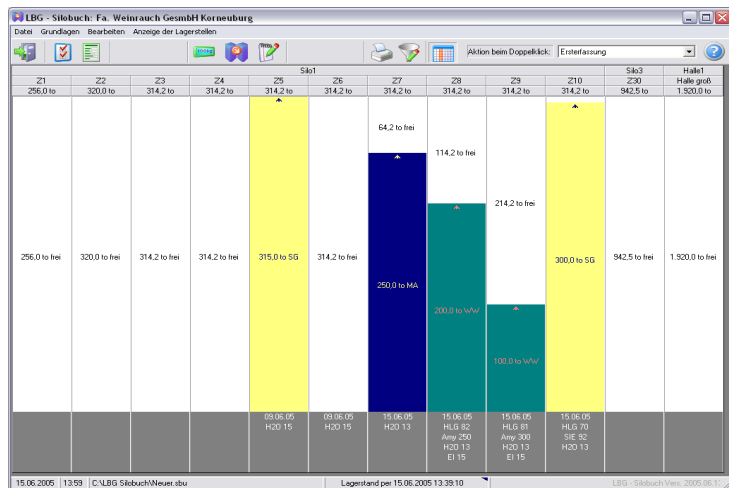 LBG - Silobuch: Fa. Weinrauch GesmbH Korneuburg
Datei Grundlagen Bearbeiten Anzeige der Lagerstellen
Aktion beim Doppelklick: Ersterfassung
Silo1 Silo3 Halle1
Z1 Z2 Z3 Z4 Z5 Z6 Z7 Z8 Z9 Z10 Z30 Halle groß
256,0 to 320,0 to 314,2 to 314,2 to 314,2 to 314,2 to 314,2 to 314,2 to 314,2 to 314,2 to 942,5 to 1.920,0 to
64,2 to frei
114,2 to frei
214,2 to frei
256,0 to frei 320,0 to frei 314,2 to frei 314,2 to frei 315,0 to SG 314,2 to frei 300,0 to SG 942,5 to frei 1.920,0 to frei
250,0 to MA
200,0 to WW
100,0 to WW
09.06.05 09.06.05 15.06.05 15.06.05 15.06.05 15.06.05
H2O 15 H2O 15 H2O 13 HLG 82 HLG 81 HLG 70
Amy 250 Amy 300 SIE 92
H2O 13 H2O 13 H2O 13
EI 15 EI 15
15.06.2005 13:59 C:\LBG Silobuch\Neuer.sbu Lagerstand per 15.06.2005 13:39:10 LBG - Silobuch Vers. 2005.06.1